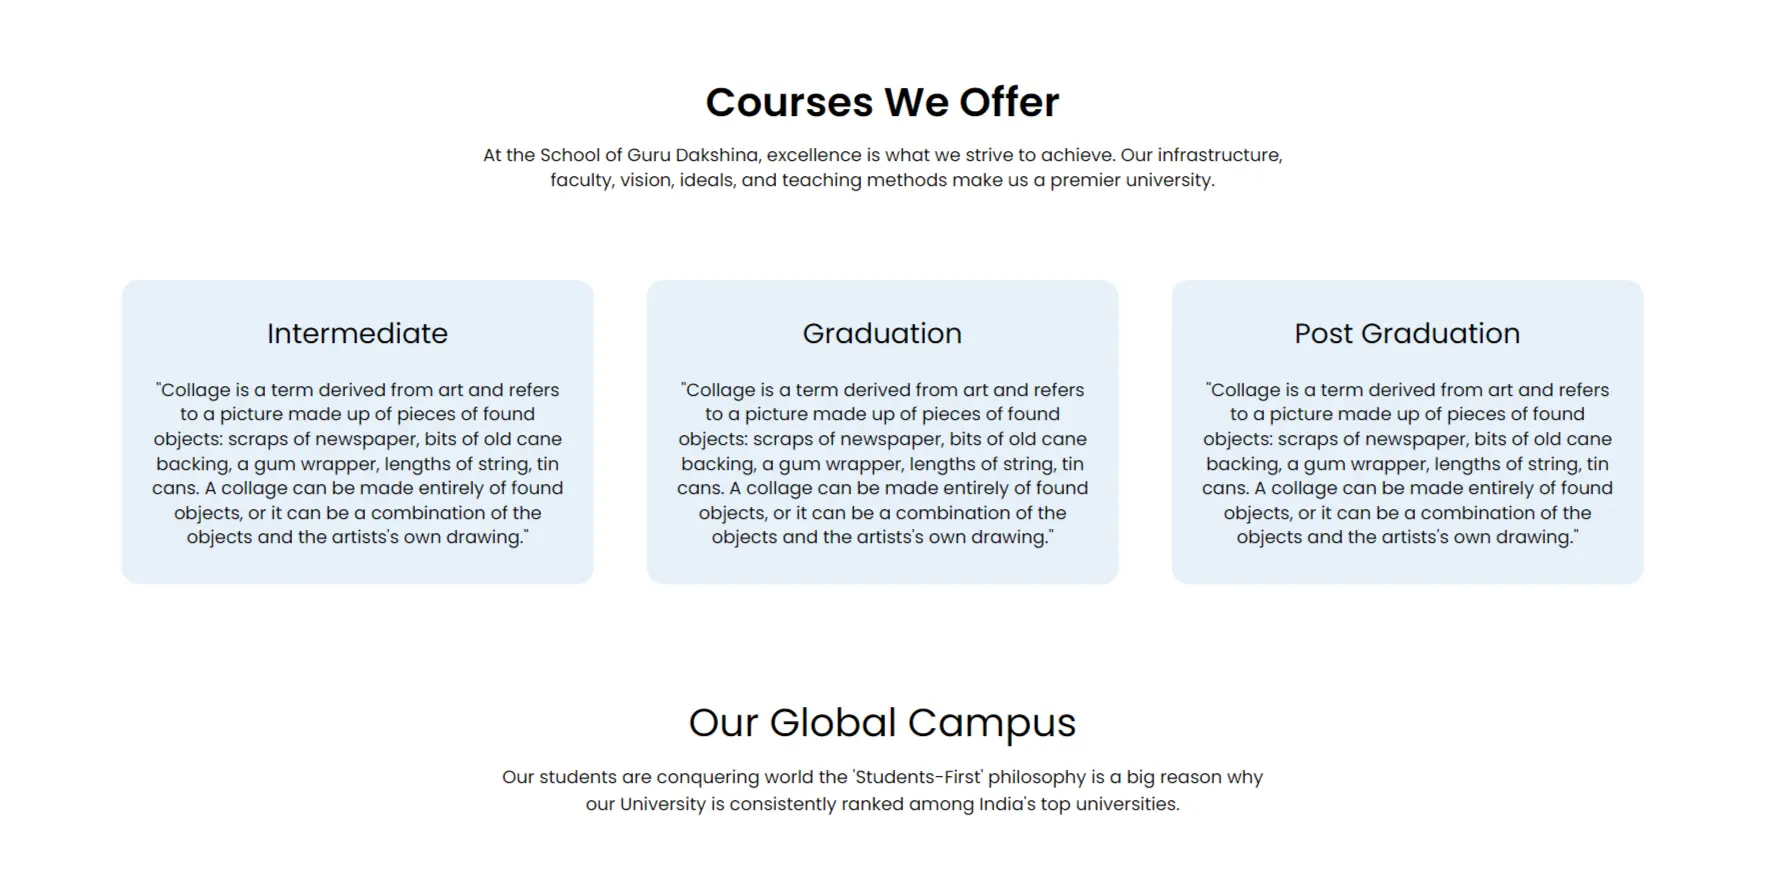 Courses We Offer
At the School of Guru Dakshina, excellence is what we strive to achieve. Our infrastructure,
faculty, vision, ideals, and teaching methods make us a premier university.
Intermediate
"Collage is a term derived from art and refers
to a picture made up of pieces of found
objects: scraps of newspaper, bits of old cane
backing, a gum wrapper, lengths of string, tin
cans. A collage can be made entirely of found
objects, or it can be a combination of the
objects and the artists's own drawing."
Graduation
"Collage is a term derived from art and refers
to a picture made up of pieces of found
objects: scraps of newspaper, bits of old cane
backing, a gum wrapper, lengths of string, tin
cans. A collage can be made entirely of found
objects, or it can be a combination of the
objects and the artists's own drawing."
Post Graduation
"Collage is a term derived from art and refers
to a picture made up of pieces of found
objects: scraps of newspaper, bits of old cane
backing, a gum wrapper, lengths of string, tin
cans. A collage can be made entirely of found
objects, or it can be a combination of the
objects and the artists's own drawing."
Our Global Campus
Our students are conquering world the 'Students-First' philosophy is a big reason why
our University is consistently ranked among India's top universities.